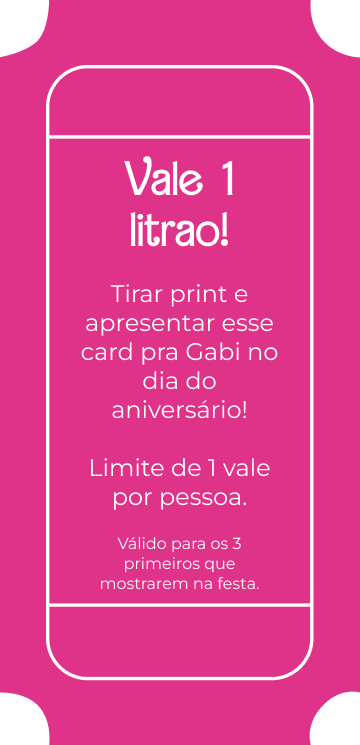 Vale 1
litrao!
Tirar print e
apresentar esse
card pra Gabi no
dia do
aniversário!
Limite de 1 vale
por pessoa.
Válido para os 3
primeiros que
mostrarem na festa.